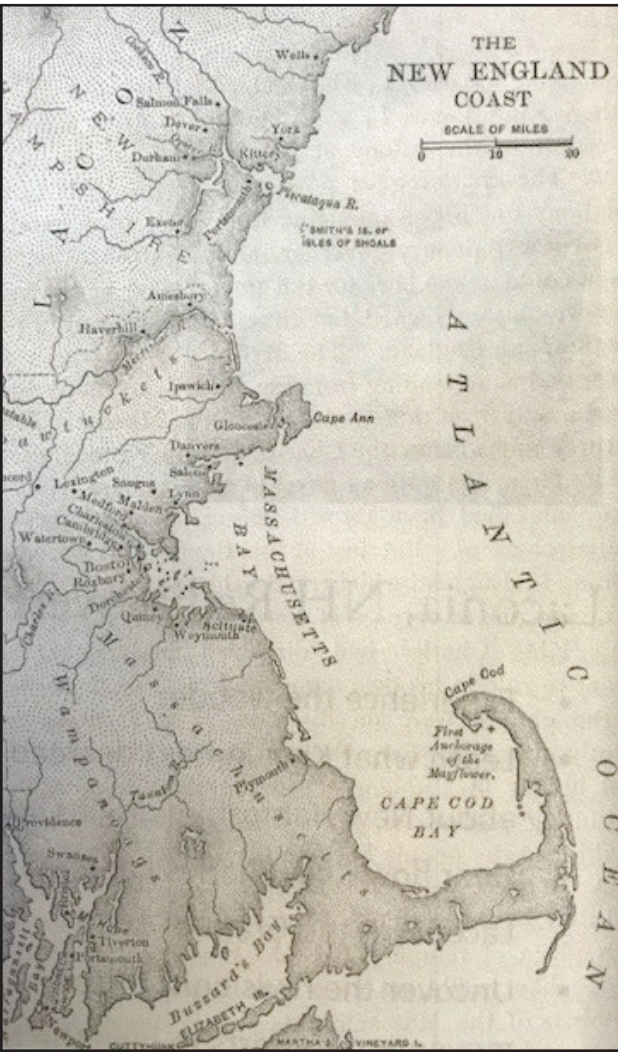 THE
NEW ENGLAND
COAST
SCALE OF MILES
0 10 20
Wells
Salmon Falls
Dover
York
Durham
Kittery
NEW
HAMPSHIRE
Piscataqua R.
Portsmouth
Exeter
SMITH'S IS. or
ISLES OF SHOALS
Amesbury
Haverhill
Merrimac R.
Ipswich
Gloucester
Cape Ann
Danvers
Salem
Lexington
Saugus
Lynn
Medford
Malden
Charlestown
Cambridge
Watertown
Boston
Roxbury
Dorchester
Charles R.
Quincy
Scituate
Weymouth
MASSACHUSETTS
BAY
ATLANTIC
OCEAN
Cape Cod
First
Anchorage
of the
Mayflower.
CAPE COD
BAY
Plymouth
Massachusetts
Wampanoags
Taunton R.
Providence
Swansea
Mt. Hope
Tiverton
Portsmouth
Newport
Buzzard's Bay
ELIZABETH IS.
CUTTYHUNK
MARTHA'S VINEYARD I.